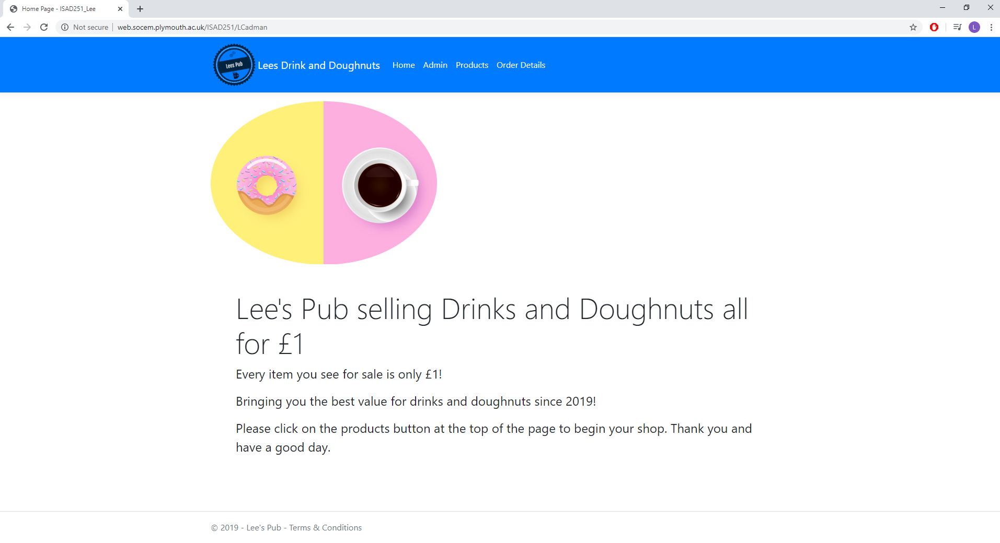 Home Page - ISAD251_Lee
Not secure web.socem.plymouth.ac.uk/ISAD251/LCadman
L
Lees Pub
Lees Drink and Doughnuts Home Admin Products Order Details
Lee's Pub selling Drinks and Doughnuts all
for £1
Every item you see for sale is only £1!
Bringing you the best value for drinks and doughnuts since 2019!
Please click on the products button at the top of the page to begin your shop. Thank you and
have a good day.
© 2019 - Lee's Pub - Terms & Conditions